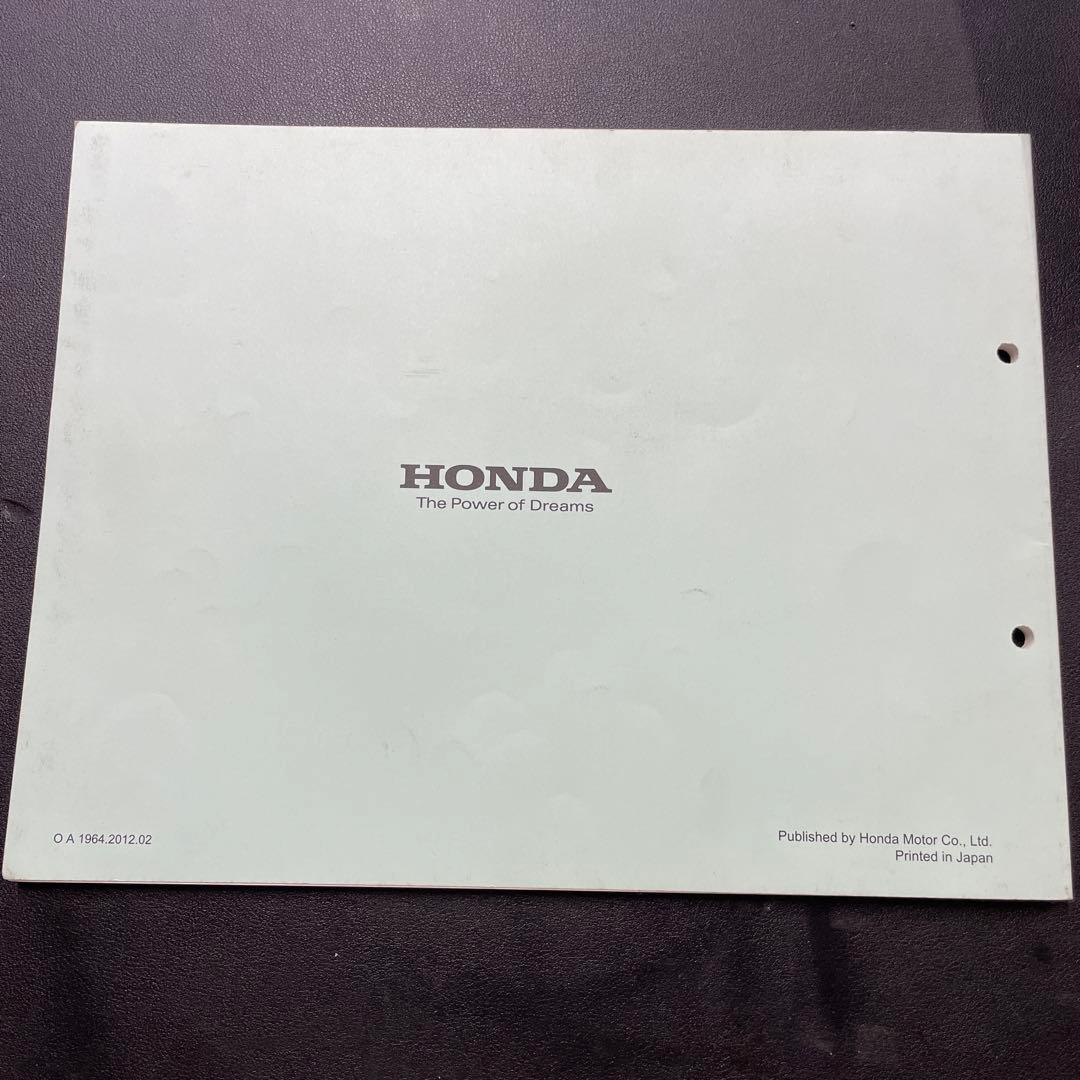 HONDA
The Power of Dreams
O A 1964.2012.02
Published by Honda Motor Co., Ltd.
Printed in Japan